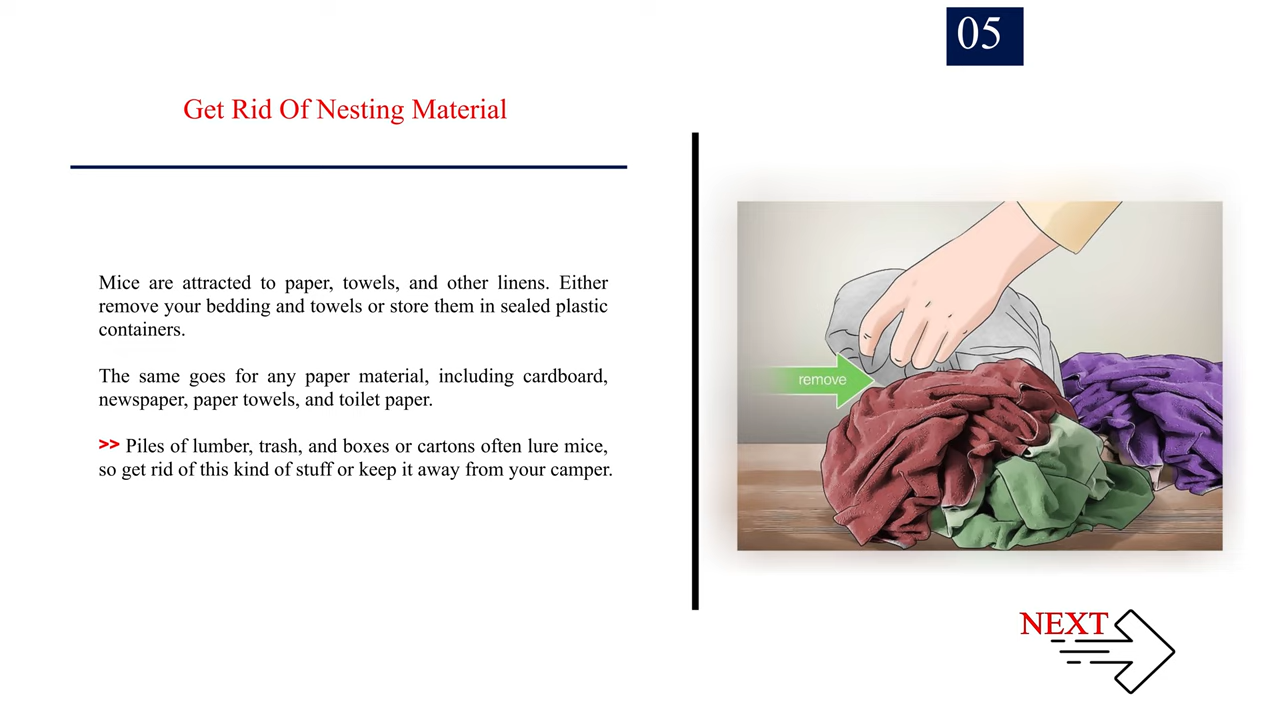 05
Get Rid Of Nesting Material
Mice are attracted to paper, towels, and other linens. Either
remove your bedding and towels or store them in sealed plastic
containers.
The same goes for any paper material, including cardboard,
newspaper, paper towels, and toilet paper.
>> Piles of lumber, trash, and boxes or cartons often lure mice,
so get rid of this kind of stuff or keep it away from your camper.
remove
NEXT